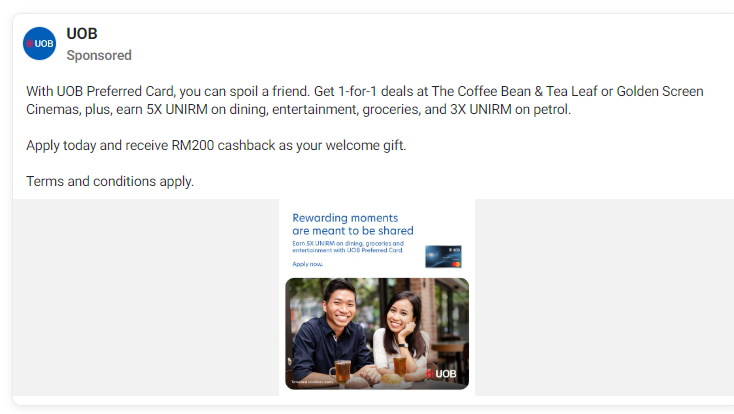 UOB
UOB
Sponsored
With UOB Preferred Card, you can spoil a friend. Get 1-for-1 deals at The Coffee Bean & Tea Leaf or Golden Screen
Cinemas, plus, earn 5X UNIRM on dining, entertainment, groceries, and 3X UNIRM on petrol.
Apply today and receive RM200 cashback as your welcome gift.
Terms and conditions apply.
Rewarding moments
are meant to be shared
Earn 5X UNIRM on dining, groceries and
entertainment with UOB Preferred Card.
Apply now.
UOB
UOB